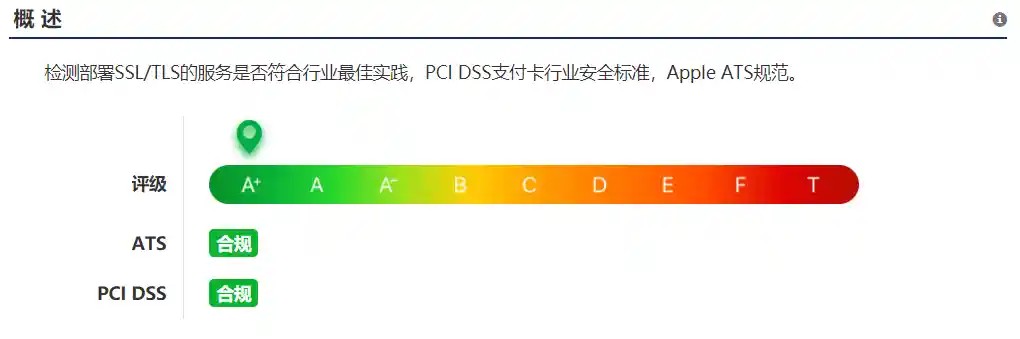 概 述
检测部署SSL/TLS的服务是否符合行业最佳实践，PCI DSS支付卡行业安全标准，Apple ATS规范。
评级 A+ A A- B C D E F T
ATS 合规
PCI DSS 合规